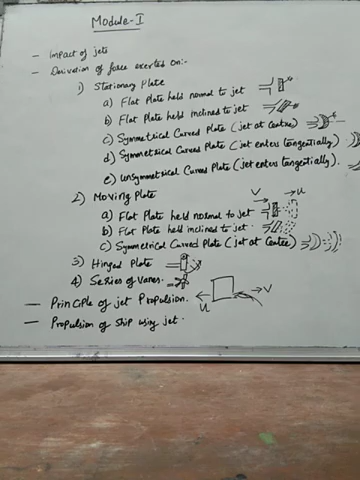 Module-I
- Impact of jets
- Derivation of force exerted on:-
1) Stationary Plate
a) Flat Plate held normal to jet
b) Flat Plate held inclined to jet
c) Symmetrical Curved Plate (jet at Centre)
d) Symmetrical Curved Plate (jet enters tangentially)
e) Unsymmetrical Curved Plate (jet enters tangentially).
2) Moving Plate
V u
a) Flat Plate held normal to jet
b) Flat Plate held inclined to jet.
c) Symmetrical Curved Plate (jet at Centre)
3) Hinged Plate
4) Series of Vanes.
- Principle of jet Propulsion.
u V
- Propulsion of ship using jet.